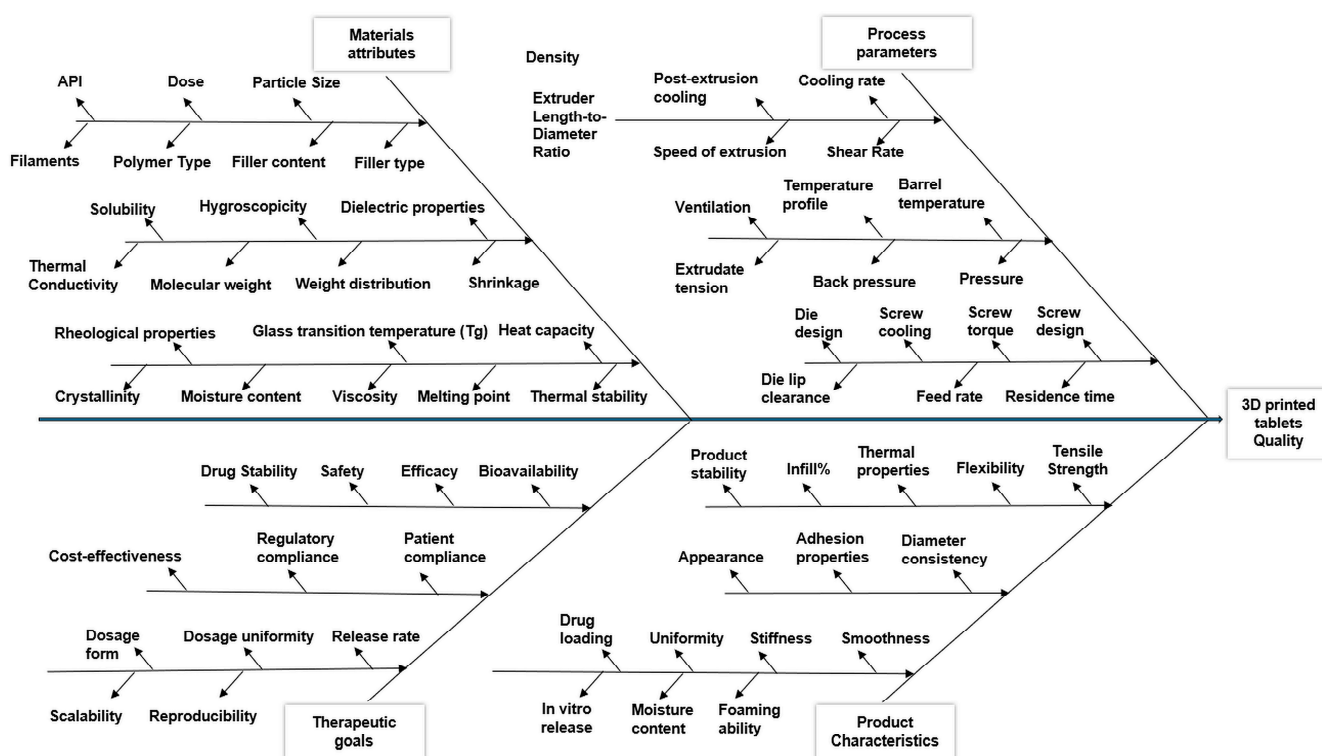 Materials
attributes
Process
parameters
Density
API
Dose
Particle Size
Post-extrusion
cooling
Cooling rate
Extruder
Length-to-
Diameter
Ratio
Filaments
Polymer Type
Filler content
Filler type
Speed of extrusion
Shear Rate
Solubility
Hygroscopicity
Dielectric properties
Ventilation
Temperature
profile
Barrel
temperature
Thermal
Conductivity
Molecular weight
Weight distribution
Shrinkage
Extrudate
tension
Back pressure
Pressure
Rheological properties
Glass transition temperature (Tg)
Heat capacity
Die
design
Screw
cooling
Screw
torque
Screw
design
Crystallinity
Moisture content
Viscosity
Melting point
Thermal stability
Die lip
clearance
Feed rate
Residence time
3D printed
tablets
Quality
Drug Stability
Safety
Efficacy
Bioavailability
Product
stability
Infill%
Thermal
properties
Flexibility
Tensile
Strength
Cost-effectiveness
Regulatory
compliance
Patient
compliance
Appearance
Adhesion
properties
Diameter
consistency
Dosage
form
Dosage uniformity
Release rate
Drug
loading
Uniformity
Stiffness
Smoothness
Scalability
Reproducibility
In vitro
release
Moisture
content
Foaming
ability
Therapeutic
goals
Product
Characteristics